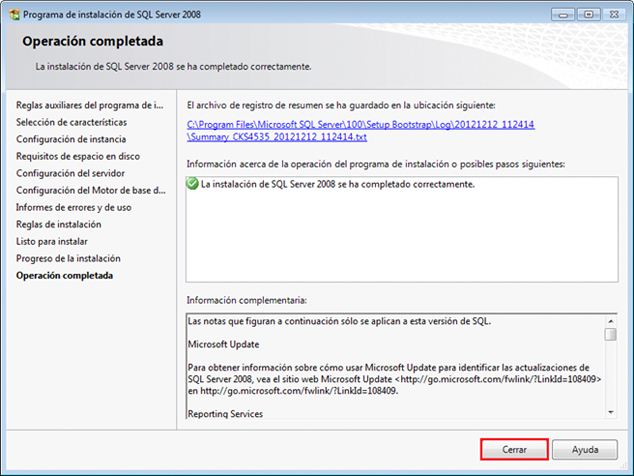 Programa de instalación de SQL Server 2008
Operación completada
La instalación de SQL Server 2008 se ha completado correctamente.
Reglas auxiliares del programa de i...
Selección de características
Configuración de instancia
Requisitos de espacio en disco
Configuración del servidor
Configuración del Motor de base d...
Informes de errores y de uso
Reglas de instalación
Listo para instalar
Progreso de la instalación
Operación completada
El archivo de registro de resumen se ha guardado en la ubicación siguiente:
C:\Program Files\Microsoft SQL Server\100\Setup Bootstrap\Log\20121212_112414
\Summary_CKS4535_20121212_112414.txt
Información acerca de la operación del programa de instalación o posibles pasos siguientes:
La instalación de SQL Server 2008 se ha completado correctamente.
Información complementaria:
Las notas que figuran a continuación sólo se aplican a esta versión de SQL.
Microsoft Update
Para obtener información sobre cómo usar Microsoft Update para identificar las actualizaciones de
SQL Server 2008, vea el sitio web Microsoft Update <http://go.microsoft.com/fwlink/?LinkId=108409>
en http://go.microsoft.com/fwlink/?LinkId=108409.
Reporting Services
Cerrar
Ayuda